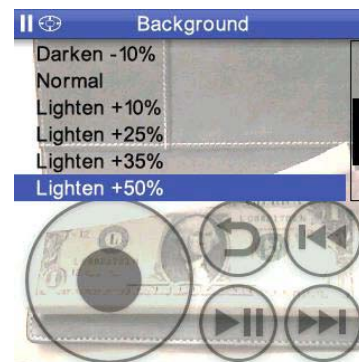 Background
Darken -10%
Normal
Lighten +10%
Lighten +25%
Lighten +35%
Lighten +50%